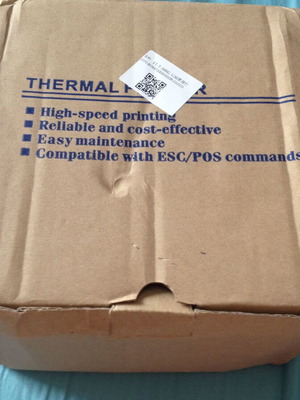 THERMAL P R
High-speed printing
Reliable and cost-effective
Easy maintenance
Compatible with ESC/POS commands